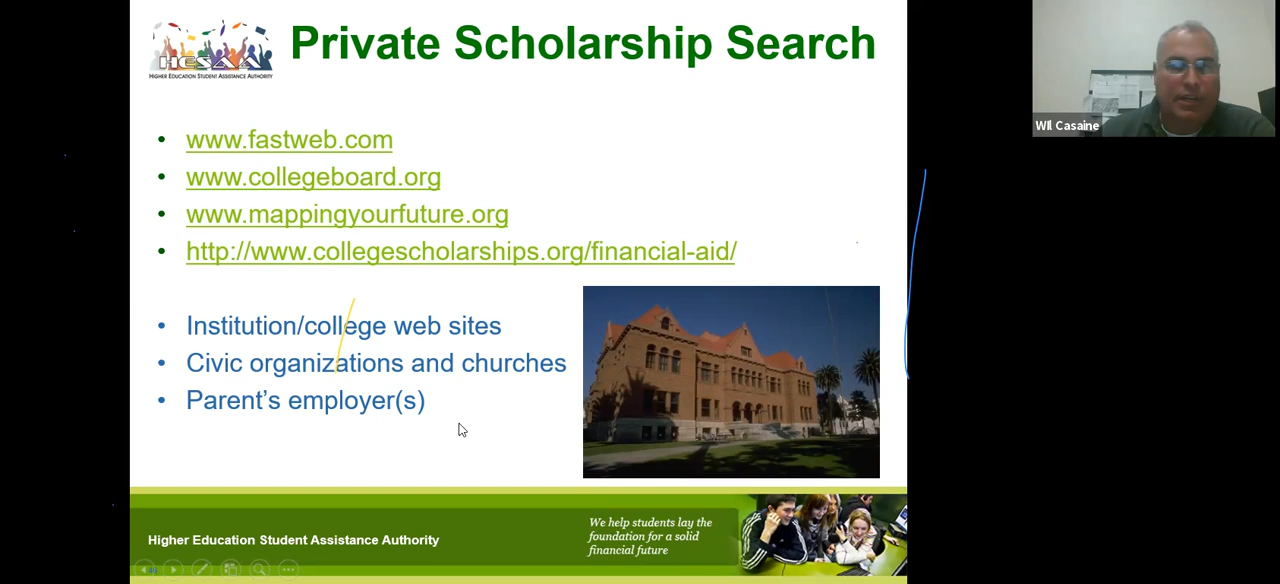 HESAA
HIGHER EDUCATION STUDENT ASSISTANCE AUTHORITY
Private Scholarship Search
WIl Casaine
• www.fastweb.com
• www.collegeboard.org
• www.mappingyourfuture.org
• http://www.collegescholarships.org/financial-aid/
• Institution/college web sites
• Civic organizations and churches
• Parent’s employer(s)
Higher Education Student Assistance Authority
We help students lay the
foundation for a solid
financial future